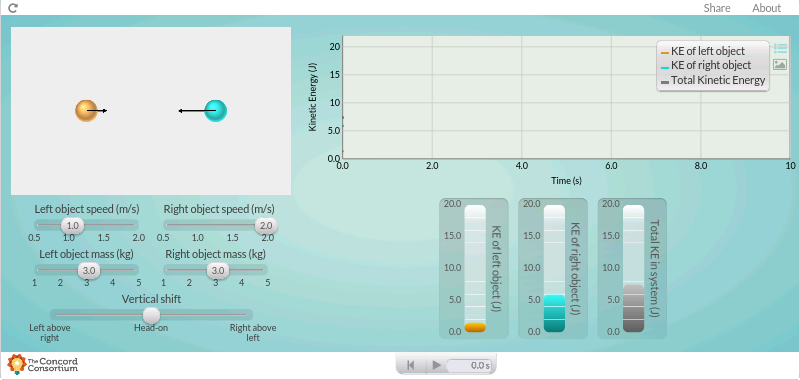 Share About
Kinetic Energy (J)
20
15
10
5.0
0.0
0.0 2.0 4.0 6.0 8.0 10
Time (s)
KE of left object
KE of right object
Total Kinetic Energy
Left object speed (m/s)
1.0
0.5 1.0 1.5 2.0
Right object speed (m/s)
2.0
0.5 1.0 1.5 2.0
Left object mass (kg)
3.0
1 2 3 4 5
Right object mass (kg)
3.0
1 2 3 4 5
Vertical shift
Left above right
Head-on
Right above left
20.0
15.0
10.0
5.0
0.0
KE of left object (J)
20.0
15.0
10.0
5.0
0.0
KE of right object (J)
20.0
15.0
10.0
5.0
0.0
Total KE in system (J)
The Concord
Consortium
0.0 s